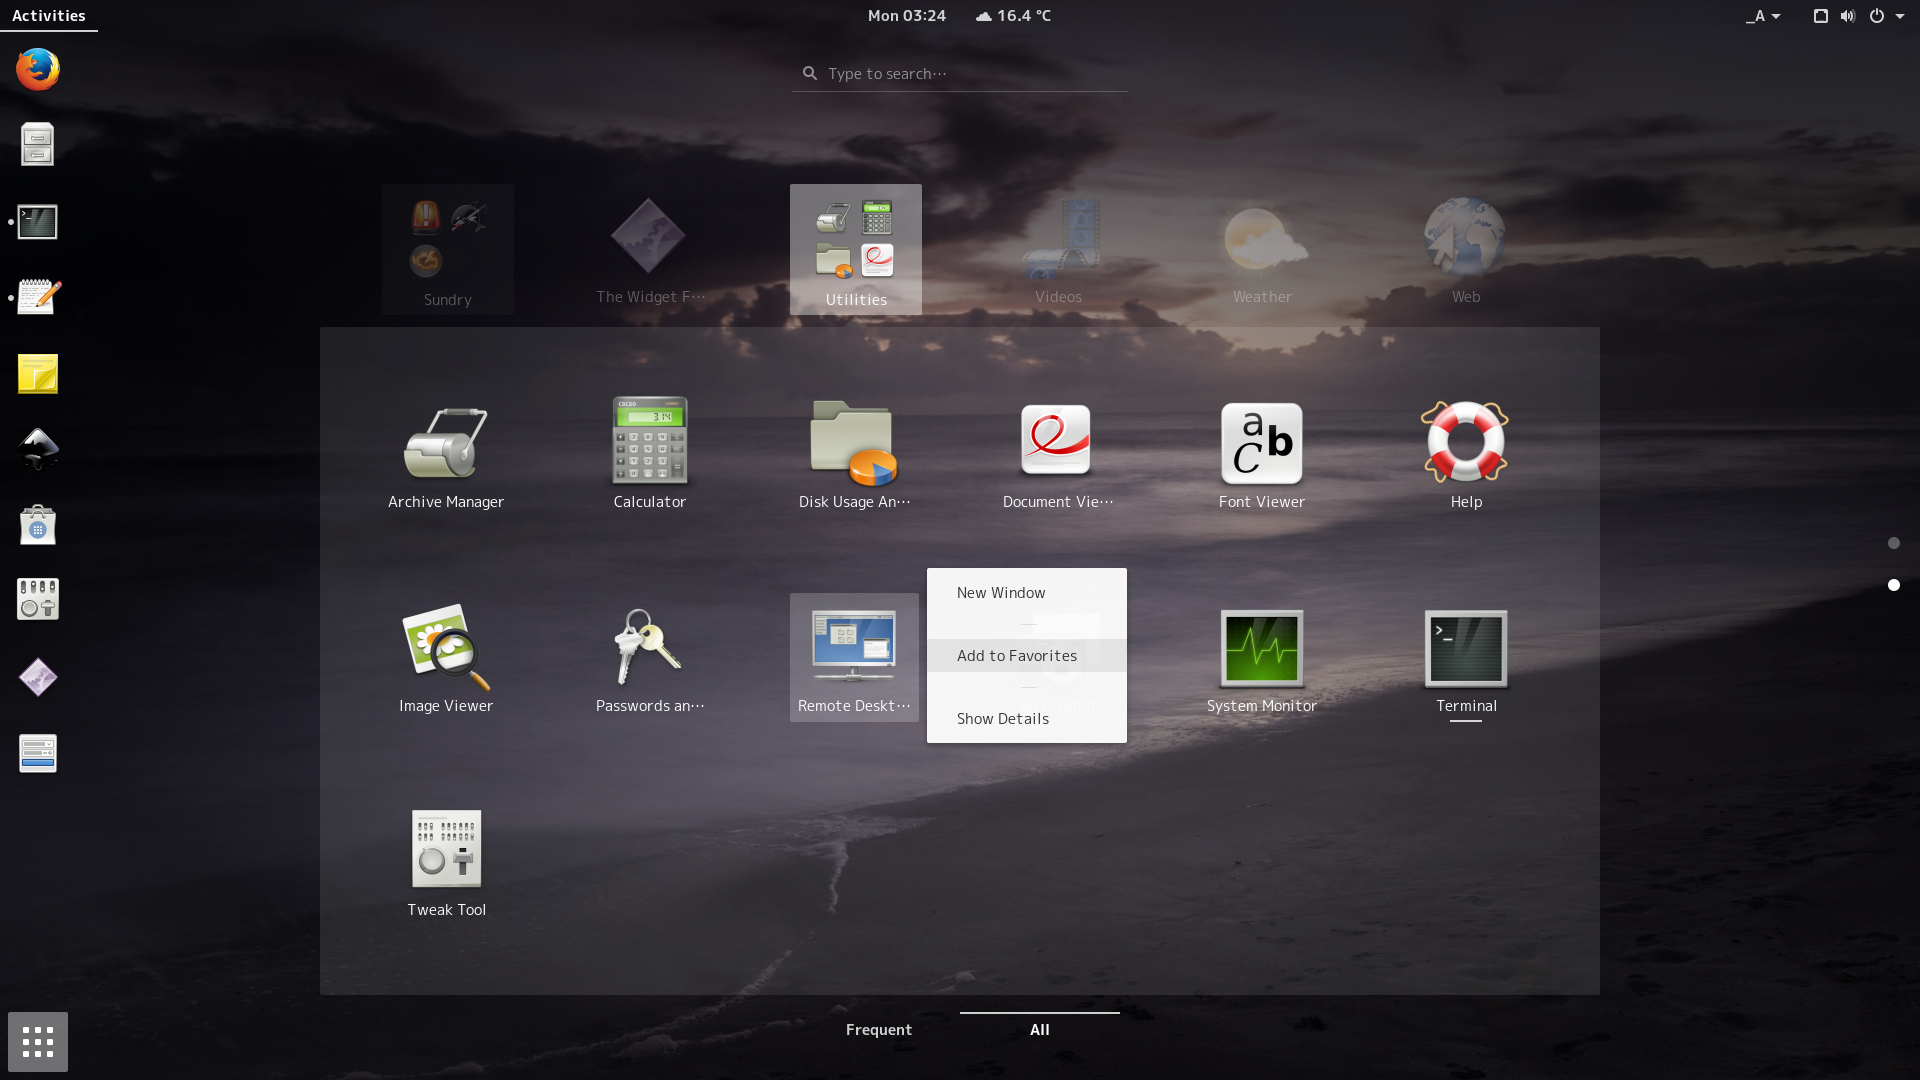 Activities
Mon 03:24
16.4 °C
_A
Type to search…
Sundry
The Widget F…
Utilities
Videos
Weather
Web
Archive Manager
Calculator
Disk Usage An…
Document Vie…
Font Viewer
Help
New Window
Add to Favorites
Show Details
Image Viewer
Passwords an…
Remote Deskt…
System Monitor
Terminal
Tweak Tool
Frequent
All